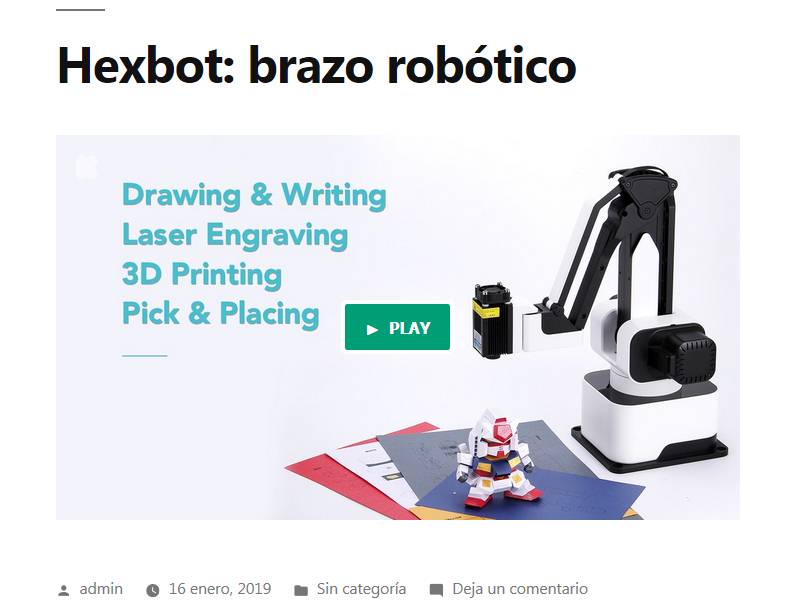 Hexbot: brazo robótico
Drawing & Writing
Laser Engraving
3D Printing
Pick & Placing
► PLAY
admin 16 enero, 2019 Sin categoría Deja un comentario